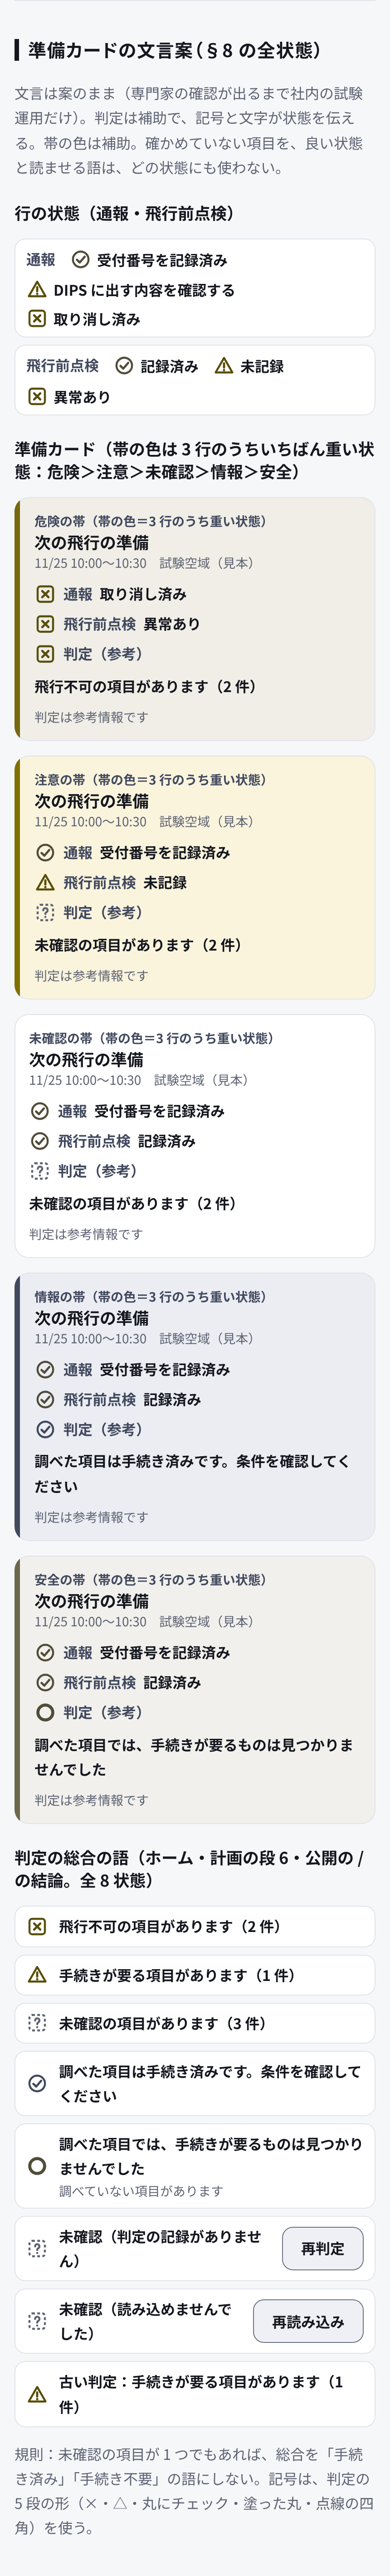 準備カードの文言案（§8 の全状態）
文言は案のまま（専門家の確認が出るまで社内の試験
運用だけ）。判定は補助で、記号と文字が状態を伝え
る。帯の色は補助。確かめていない項目を、良い状態
と読ませる語は、どの状態にも使わない。
行の状態（通報・飛行前点検）
通報 受付番号を記録済み
DIPS に出す内容を確認する
取り消し済み
飛行前点検 記録済み 未記録
異常あり
準備カード（帯の色は 3 行のうちいちばん重い状
態：危険＞注意＞未確認＞情報＞安全）
危険の帯（帯の色＝3 行のうち重い状態）
次の飛行の準備
11/25 10:00〜10:30 試験空域（見本）
通報 取り消し済み
飛行前点検 異常あり
判定（参考）
飛行不可の項目があります（2 件）
判定は参考情報です
注意の帯（帯の色＝3 行のうち重い状態）
次の飛行の準備
11/25 10:00〜10:30 試験空域（見本）
通報 受付番号を記録済み
飛行前点検 未記録
判定（参考）
未確認の項目があります（2 件）
判定は参考情報です
未確認の帯（帯の色＝3 行のうち重い状態）
次の飛行の準備
11/25 10:00〜10:30 試験空域（見本）
通報 受付番号を記録済み
飛行前点検 記録済み
判定（参考）
未確認の項目があります（2 件）
判定は参考情報です
情報の帯（帯の色＝3 行のうち重い状態）
次の飛行の準備
11/25 10:00〜10:30 試験空域（見本）
通報 受付番号を記録済み
飛行前点検 記録済み
判定（参考）
調べた項目は手続き済みです。条件を確認してく
ださい
判定は参考情報です
安全の帯（帯の色＝3 行のうち重い状態）
次の飛行の準備
11/25 10:00〜10:30 試験空域（見本）
通報 受付番号を記録済み
飛行前点検 記録済み
判定（参考）
調べた項目では、手続きが要るものは見つかりま
せんでした
判定は参考情報です
判定の総合の語（ホーム・計画の段 6・公開の /
の結論。全 8 状態）
飛行不可の項目があります（2 件）
手続きが要る項目があります（1 件）
未確認の項目があります（3 件）
調べた項目は手続き済みです。条件を確認して
ください
調べた項目では、手続きが要るものは見つかり
ませんでした
調べていない項目があります
未確認（判定の記録がありませ
ん）
再判定
未確認（読み込めませんで
した）
再読み込み
古い判定：手続きが要る項目があります（1
件）
規則：未確認の項目が 1 つでもあれば、総合を「手続
き済み」「手続き不要」の語にしない。記号は、判定の
5 段の形（×・△・丸にチェック・塗った丸・点線の四
角）を使う。